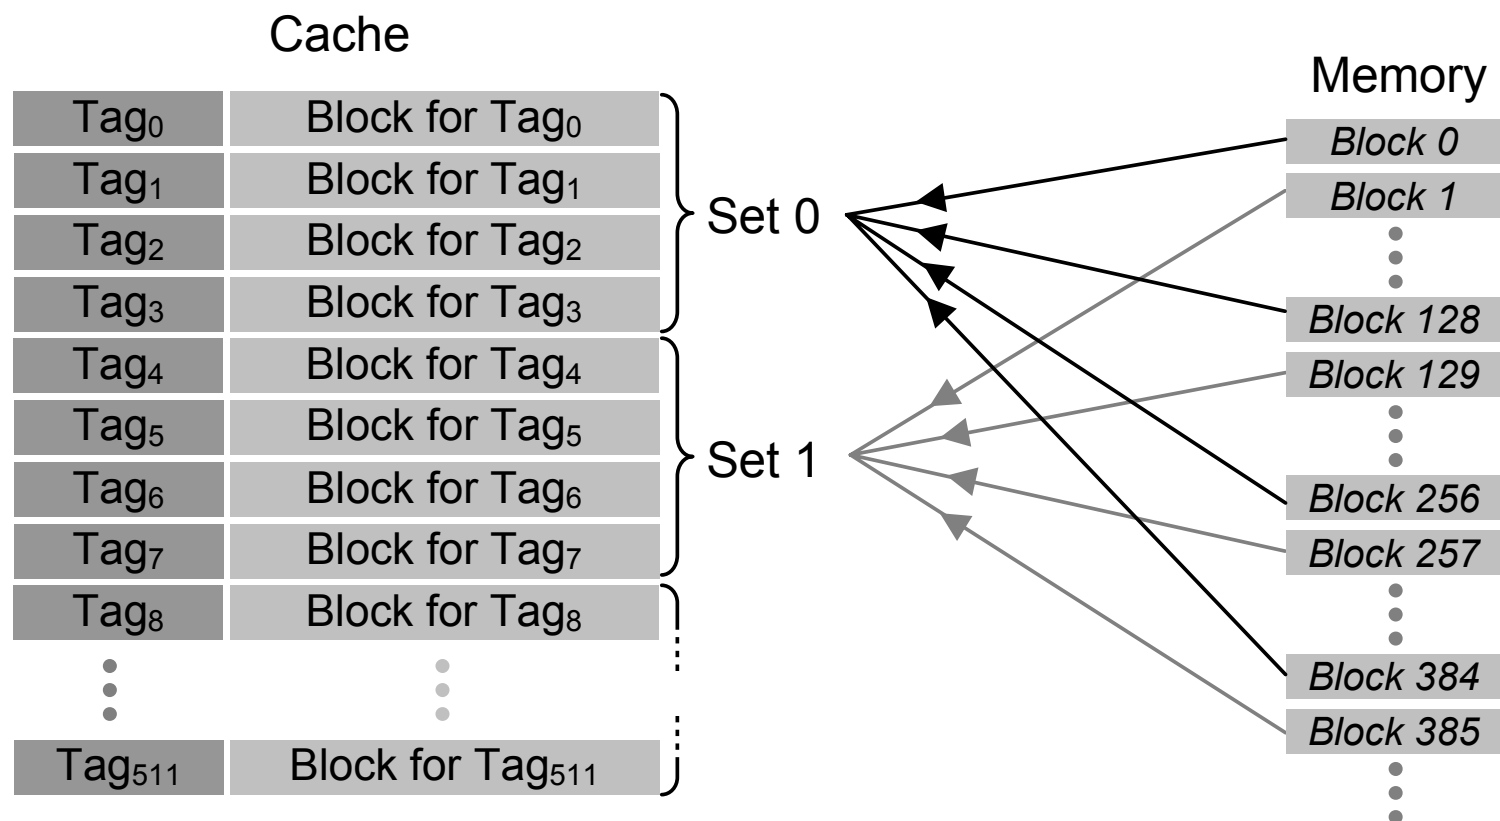 Cache
Memory
Tag0 Block for Tag0
Tag1 Block for Tag1
Tag2 Block for Tag2
Tag3 Block for Tag3
Tag4 Block for Tag4
Tag5 Block for Tag5
Tag6 Block for Tag6
Tag7 Block for Tag7
Tag8 Block for Tag8
Tag511 Block for Tag511
Set 0
Set 1
Block 0
Block 1
Block 128
Block 129
Block 256
Block 257
Block 384
Block 385